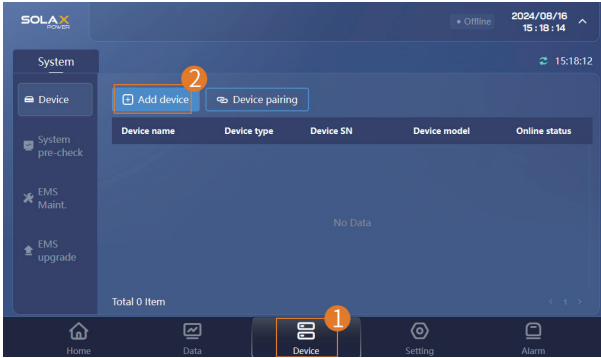 SOLAX
POWER
• Offline
2024/08/16
15:18:14
System
15:18:12
2
Device
Add device
Device pairing
Device name Device type Device SN Device model Online status
System
pre-check
EMS
Maint.
No Data
EMS
upgrade
Total 0 Item
< 1 >
1
Home Data Device Setting Alarm